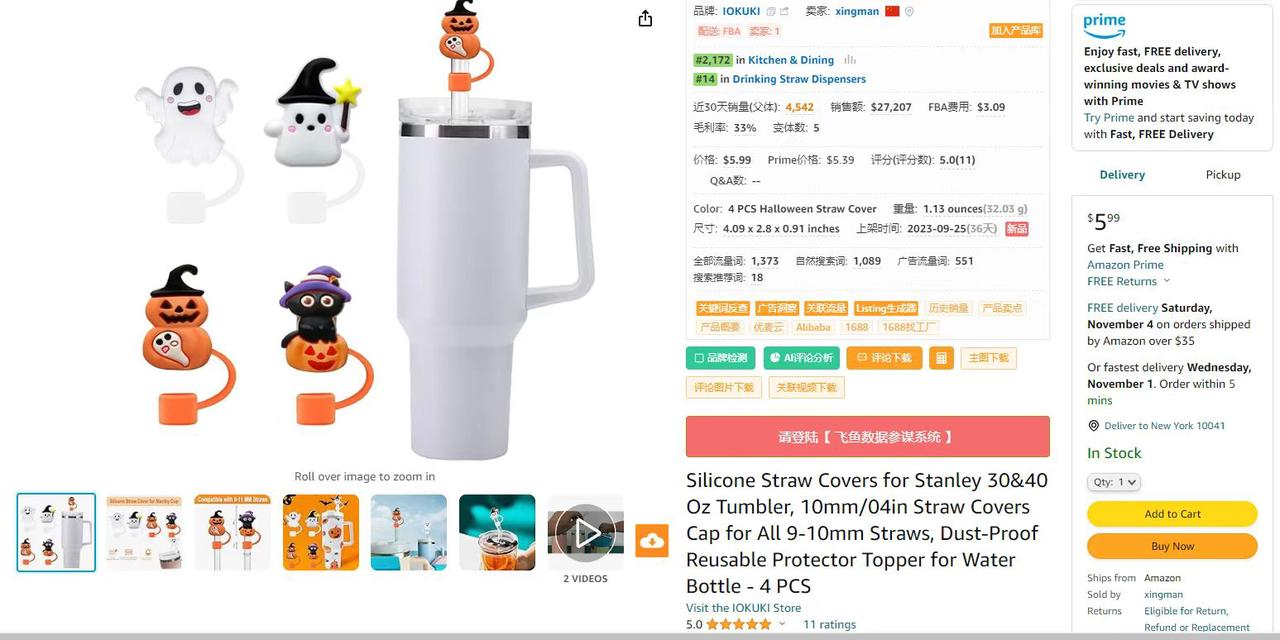 Roll over image to zoom in
Silicone Straw Cover for Stanley Cup
Compatible with 9-11 MM Straws
2 VIDEOS
品牌: IOKUKI 卖家: xingman
配送: FBA 卖家: 1
加入产品库
#2,172 in Kitchen & Dining
#14 in Drinking Straw Dispensers
近30天销量(父体): 4,542 销售额: $27,207 FBA费用: $3.09
毛利率: 33% 变体数: 5
价格: $5.99 Prime价格: $5.39 评分(评分数): 5.0(11)
Q&A数: --
Color: 4 PCS Halloween Straw Cover 重量: 1.13 ounces(32.03 g)
尺寸: 4.09 x 2.8 x 0.91 inches 上架时间: 2023-09-25(36天) 新品
全部流量词: 1,373 自然搜索词: 1,089 广告流量词: 551
搜索推荐词: 18
关键词反查 广告洞察 关联流量 Listing生成器 历史销量 产品卖点
产品概要 优麦云 Alibaba 1688 1688找工厂
品牌检测 AI评论分析 评论下载 主图下载
评论图片下载 关联视频下载
请登陆【 飞鱼数据参谋系统 】
Silicone Straw Covers for Stanley 30&40
Oz Tumbler, 10mm/04in Straw Covers
Cap for All 9-10mm Straws, Dust-Proof
Reusable Protector Topper for Water
Bottle - 4 PCS
Visit the IOKUKI Store
5.0 11 ratings
prime
Enjoy fast, FREE delivery,
exclusive deals and award-
winning movies & TV shows
with Prime
Try Prime and start saving today
with Fast, FREE Delivery
Delivery Pickup
$5.99
Get Fast, Free Shipping with
Amazon Prime
FREE Returns
FREE delivery Saturday,
November 4 on orders shipped
by Amazon over $35
Or fastest delivery Wednesday,
November 1. Order within 5
mins
Deliver to New York 10041
In Stock
Qty: 1
Add to Cart
Buy Now
Ships from Amazon
Sold by xingman
Returns Eligible for Return,
Refund or Replacement